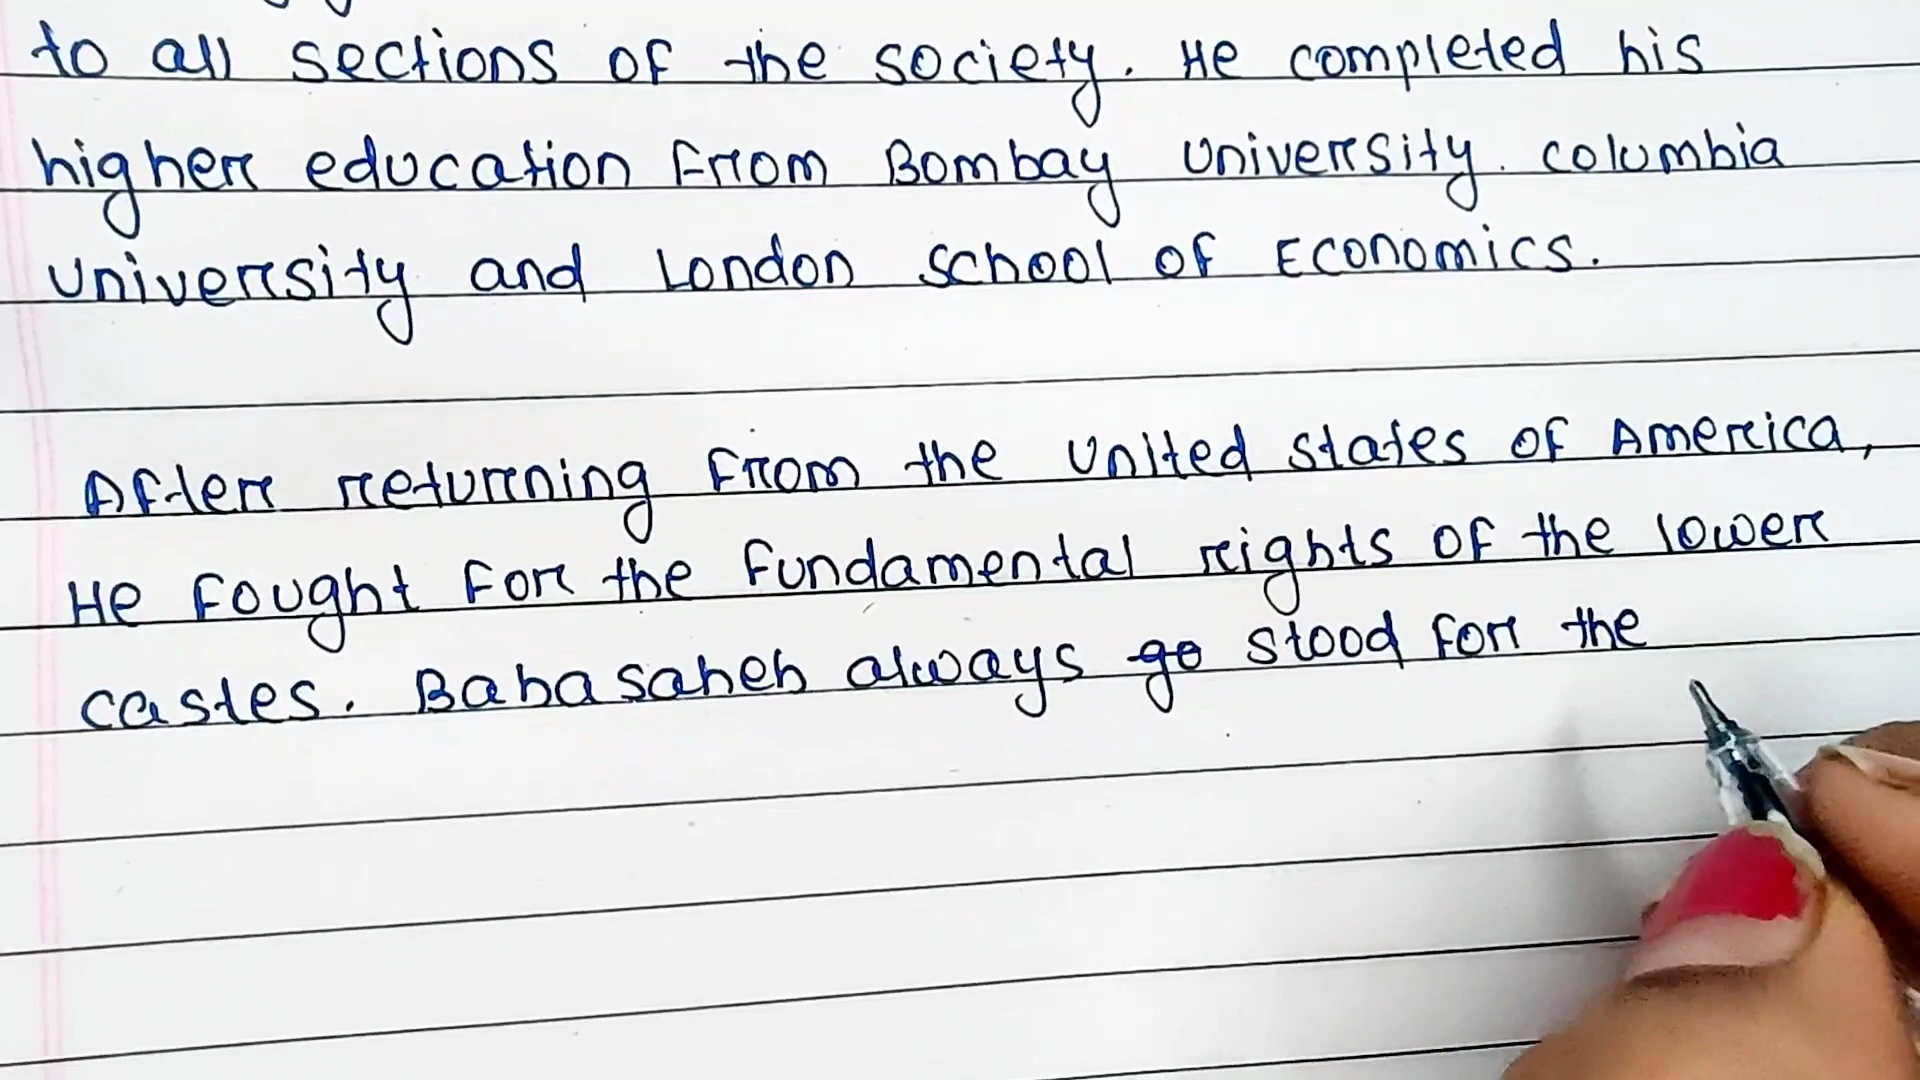 to all sections of the society. He completed his
higher education from Bombay University. columbia
University and London School of Economics.
After returning from the United states of America,
He fought for the fundamental rights of the lower
castes. Babasaheb always go stood for the